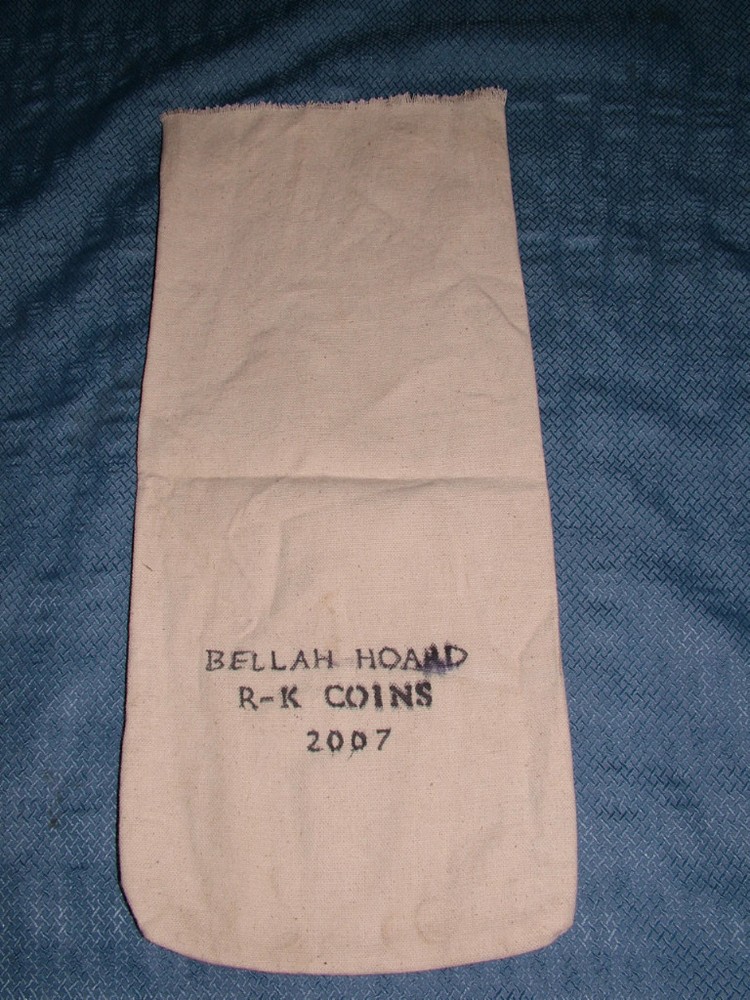 BELLAH HOARD
R-K COINS
2007